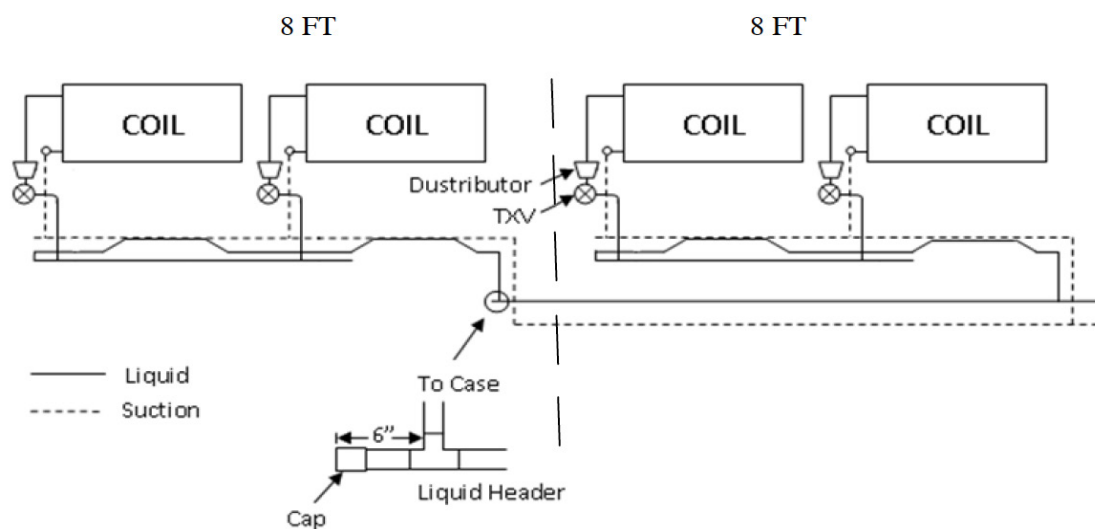 8 FT
8 FT
COIL
COIL
COIL
COIL
Dustributor
TXV
Liquid
Suction
To Case
6"
Liquid Header
Cap